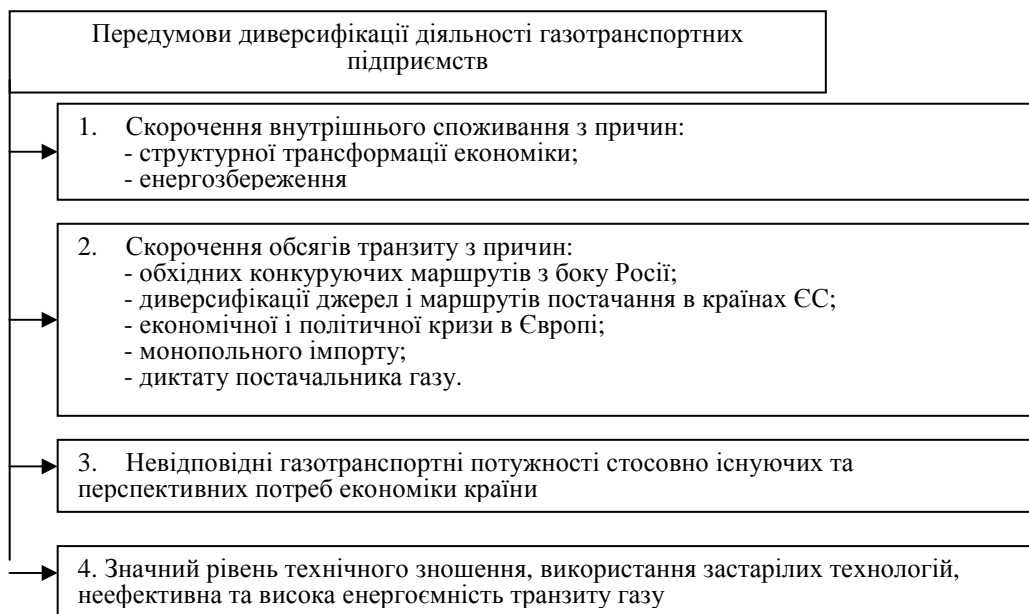 Передумови диверсифікації діяльності газотранспортних
підприємств
1. Скорочення внутрішнього споживання з причин:
- структурної трансформації економіки;
- енергозбереження
2. Скорочення обсягів транзиту з причин:
- обхідних конкуруючих маршрутів з боку Росії;
- диверсифікації джерел і маршрутів постачання в країнах ЄС;
- економічної і політичної кризи в Європі;
- монопольного імпорту;
- диктату постачальника газу.
3. Невідповідні газотранспортні потужності стосовно існуючих та
перспективних потреб економіки країни
4. Значний рівень технічного зношення, використання застарілих технологій,
неефективна та висока енергоємність транзиту газу